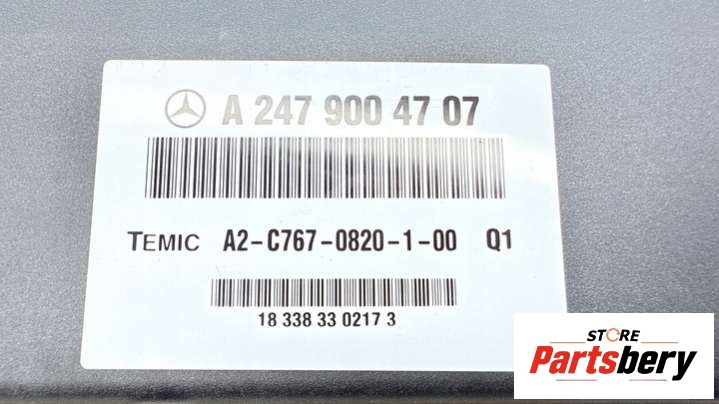 A 247 900 47 07
TEMIC A2-C767-0820-1-00 Q1
18 338 33 0217 3
STORE
Partsbery